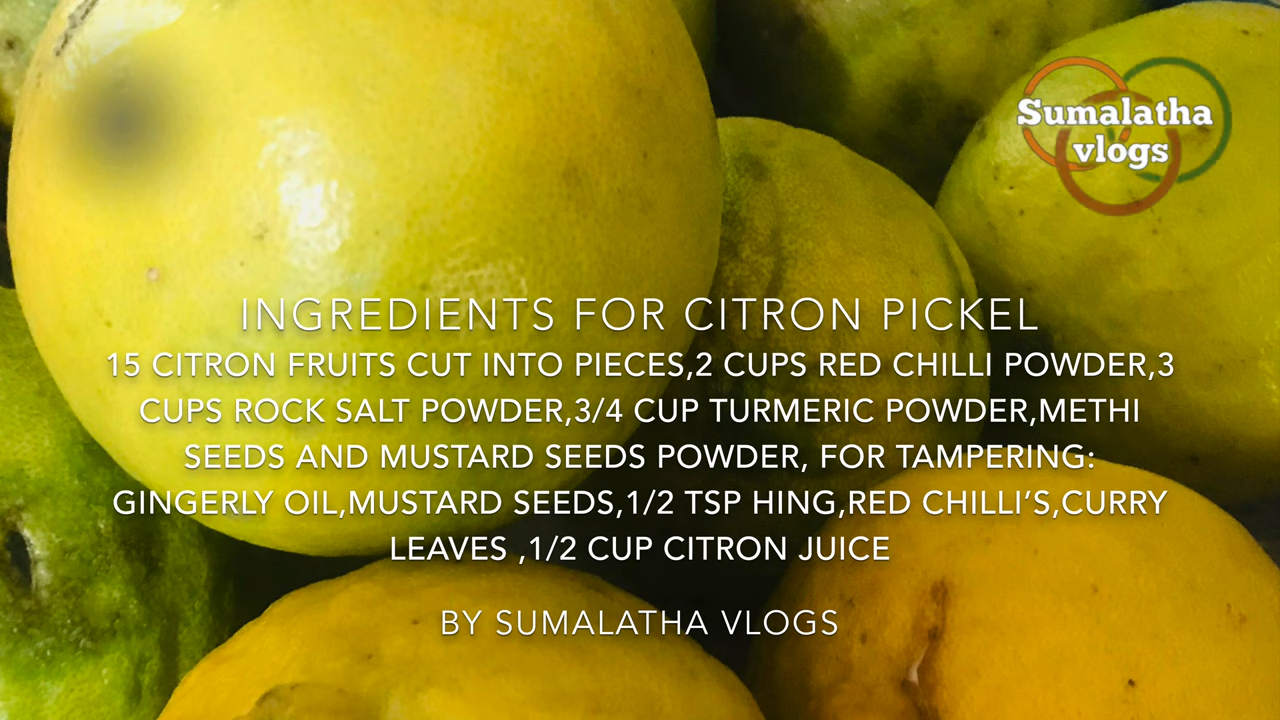 Sumalatha
vlogs
INGREDIENTS FOR CITRON PICKEL
15 CITRON FRUITS CUT INTO PIECES,2 CUPS RED CHILLI POWDER,3
CUPS ROCK SALT POWDER,3/4 CUP TURMERIC POWDER,METHI
SEEDS AND MUSTARD SEEDS POWDER, FOR TAMPERING:
GINGERLY OIL,MUSTARD SEEDS,1/2 TSP HING,RED CHILLI’S,CURRY
LEAVES ,1/2 CUP CITRON JUICE
BY SUMALATHA VLOGS